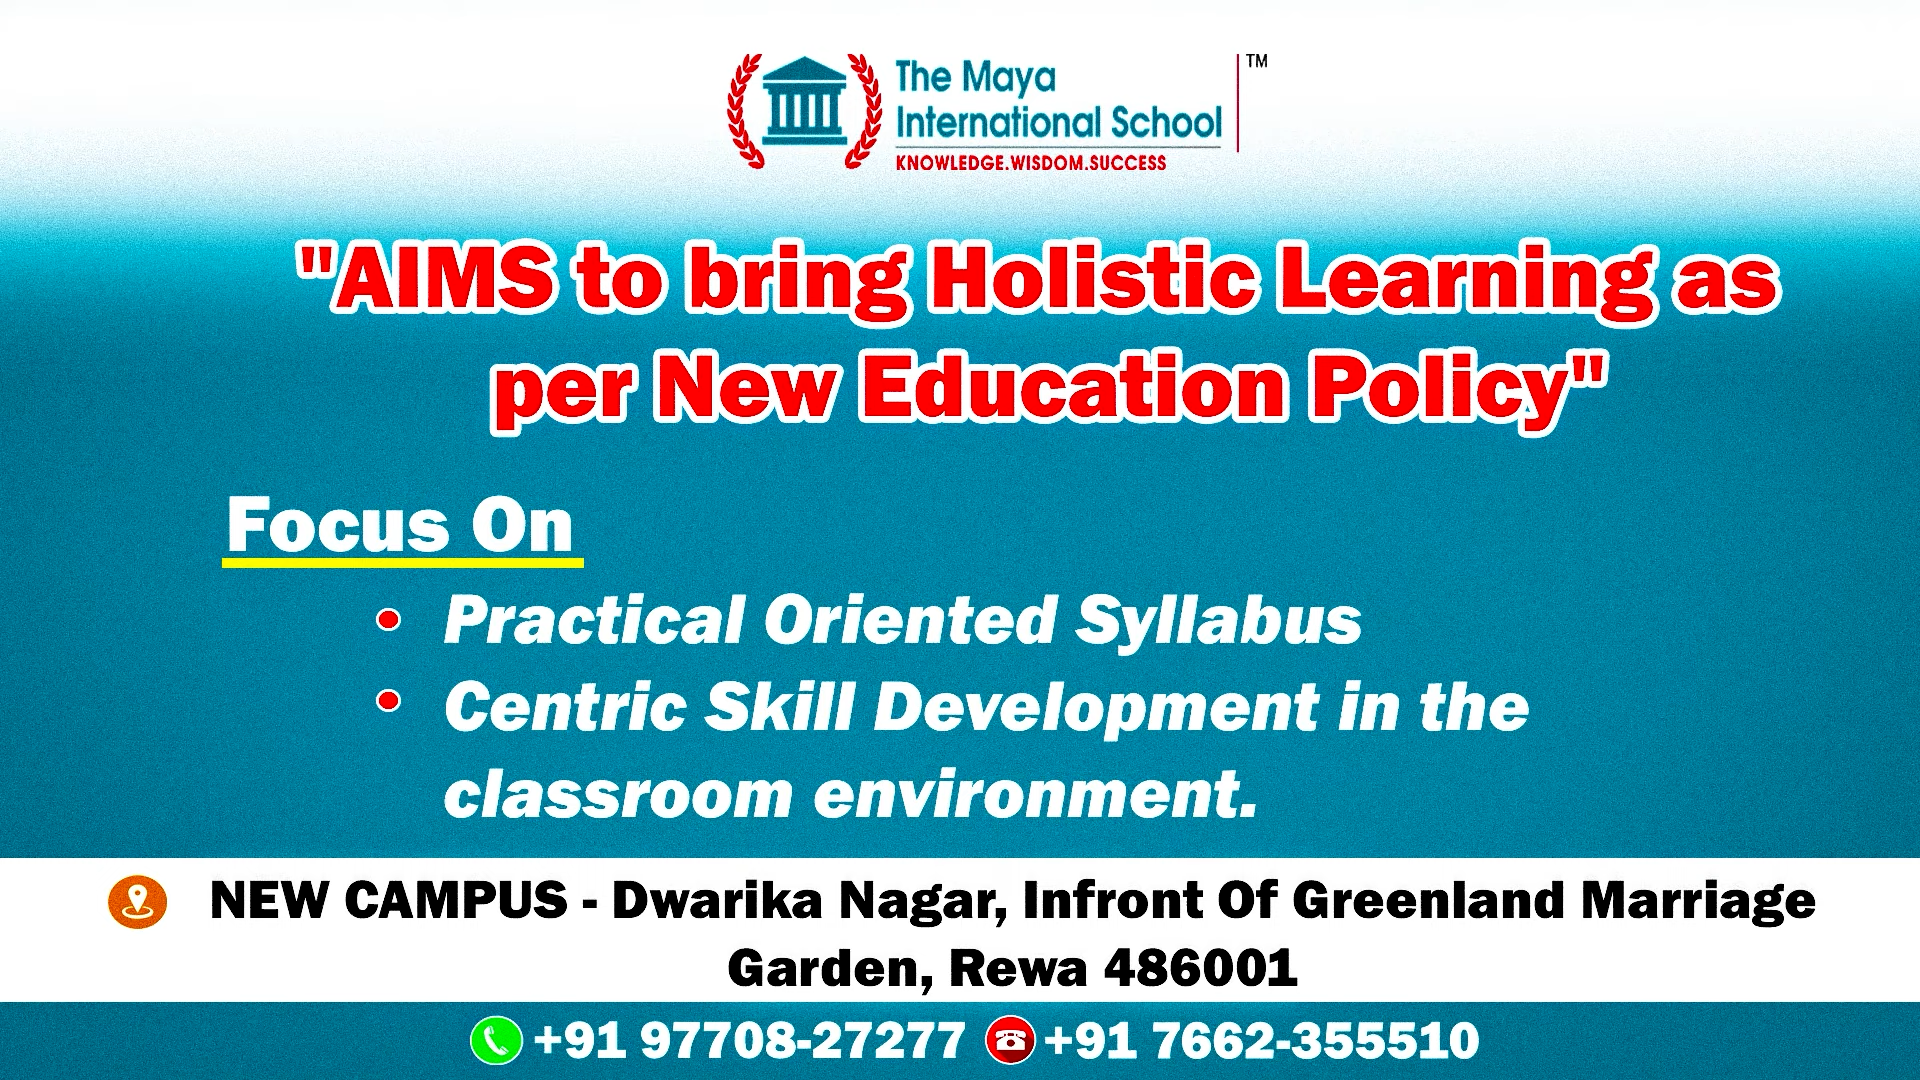 The Maya
International School
KNOWLEDGE.WISDOM.SUCCESS
TM
"AIMS to bring Holistic Learning as
per New Education Policy"
Focus On
• Practical Oriented Syllabus
• Centric Skill Development in the
classroom environment.
NEW CAMPUS - Dwarika Nagar, Infront Of Greenland Marriage
Garden, Rewa 486001
+91 97708-27277 +91 7662-355510